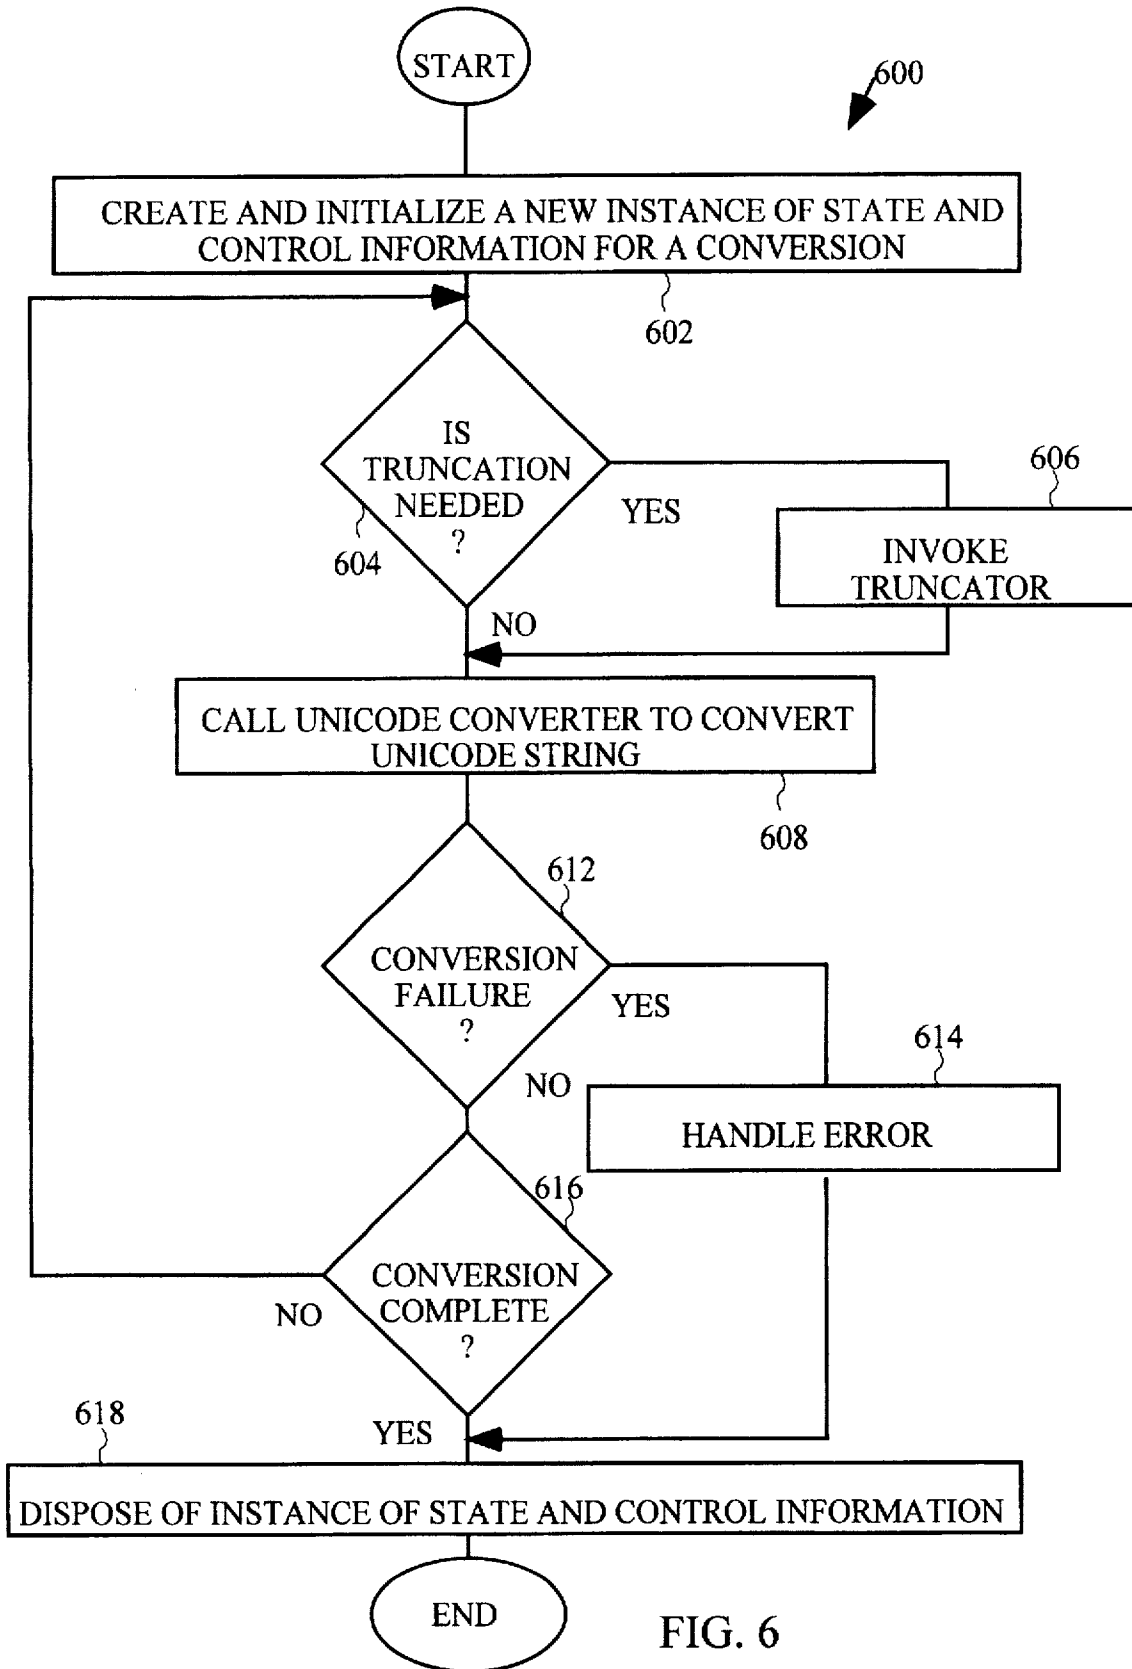 START
600
CREATE AND INITIALIZE A NEW INSTANCE OF STATE AND
CONTROL INFORMATION FOR A CONVERSION
602
IS
TRUNCATION
NEEDED
?
604
YES
606
INVOKE
TRUNCATOR
NO
CALL UNICODE CONVERTER TO CONVERT
UNICODE STRING
608
612
CONVERSION
FAILURE
?
YES
614
NO
HANDLE ERROR
616
CONVERSION
COMPLETE
?
NO
YES
618
DISPOSE OF INSTANCE OF STATE AND CONTROL INFORMATION
END
FIG. 6